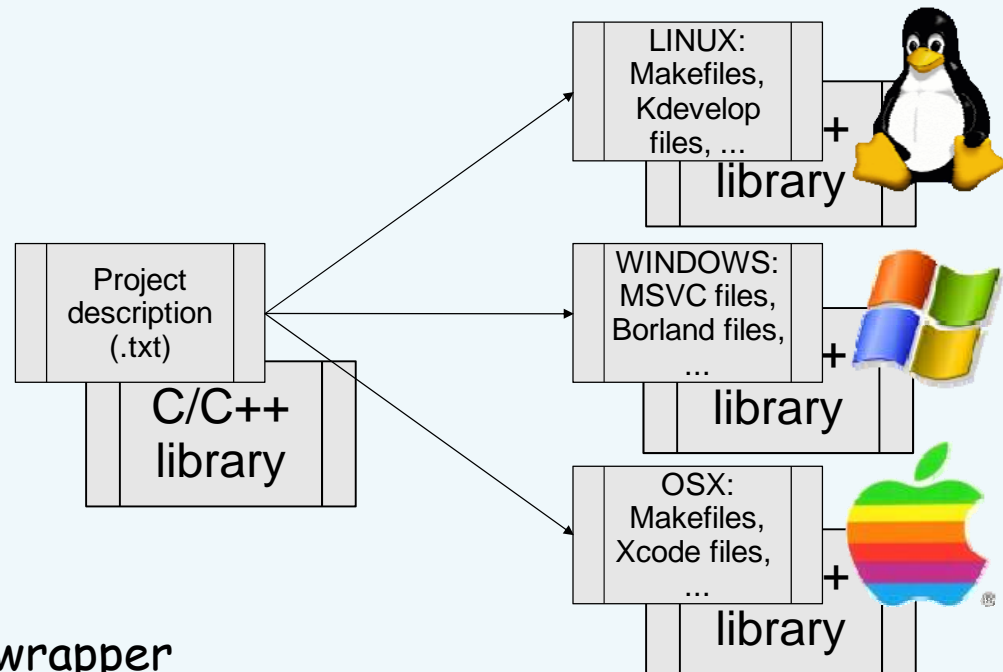 Project
description
(.txt)
C/C++
library
LINUX:
Makefiles,
Kdevelop
files, ...
+
library
WINDOWS:
MSVC files,
Borland files,
...
+
library
OSX:
Makefiles,
Xcode files,
...
+
library
wrapper